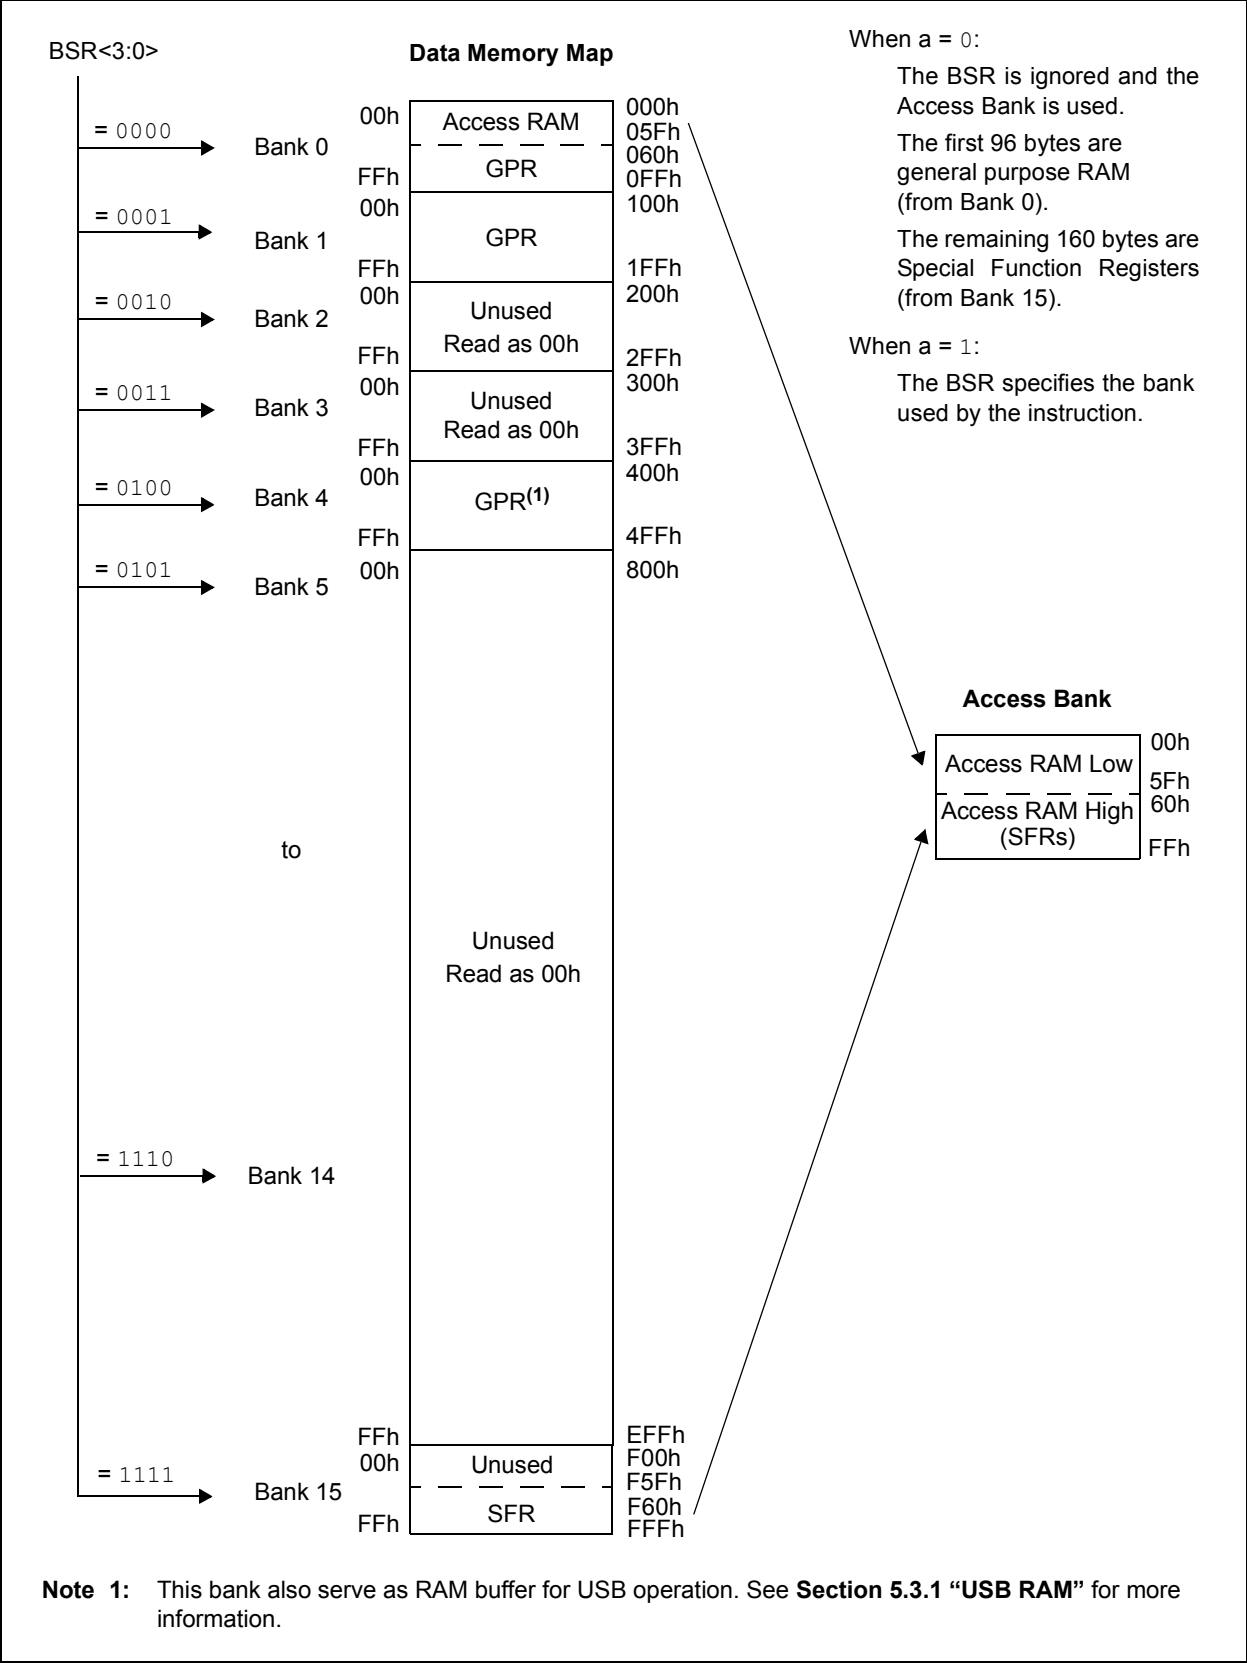 BSR<3:0>
Data Memory Map
When a = 0:
The BSR is ignored and the
Access Bank is used.
The first 96 bytes are
general purpose RAM
(from Bank 0).
The remaining 160 bytes are
Special Function Registers
(from Bank 15).
When a = 1:
The BSR specifies the bank
used by the instruction.
= 0000
Bank 0
00h
Access RAM
000h
05Fh
060h
FFh
GPR
0FFh
= 0001
Bank 1
00h
GPR
100h
FFh
1FFh
= 0010
Bank 2
00h
Unused
Read as 00h
200h
FFh
2FFh
= 0011
Bank 3
00h
Unused
Read as 00h
300h
FFh
3FFh
= 0100
Bank 4
00h
GPR(1)
400h
FFh
4FFh
= 0101
Bank 5
00h
800h
to
Unused
Read as 00h
= 1110
Bank 14
FFh
EFFh
= 1111
Bank 15
00h
Unused
F00h
F5Fh
F60h
FFh
SFR
FFFh
Access Bank
Access RAM Low
00h
5Fh
Access RAM High
(SFRs)
60h
FFh
Note 1: This bank also serve as RAM buffer for USB operation. See Section 5.3.1 “USB RAM” for more
information.